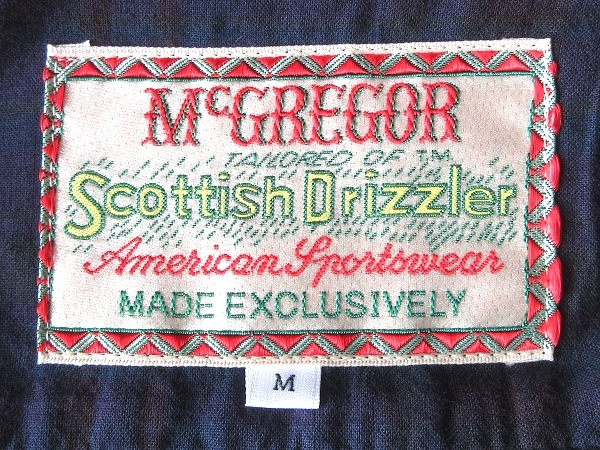 McGREGOR
TAILORED OF TM
Scottish Drizzler
American Sportswear
MADE EXCLUSIVELY
M